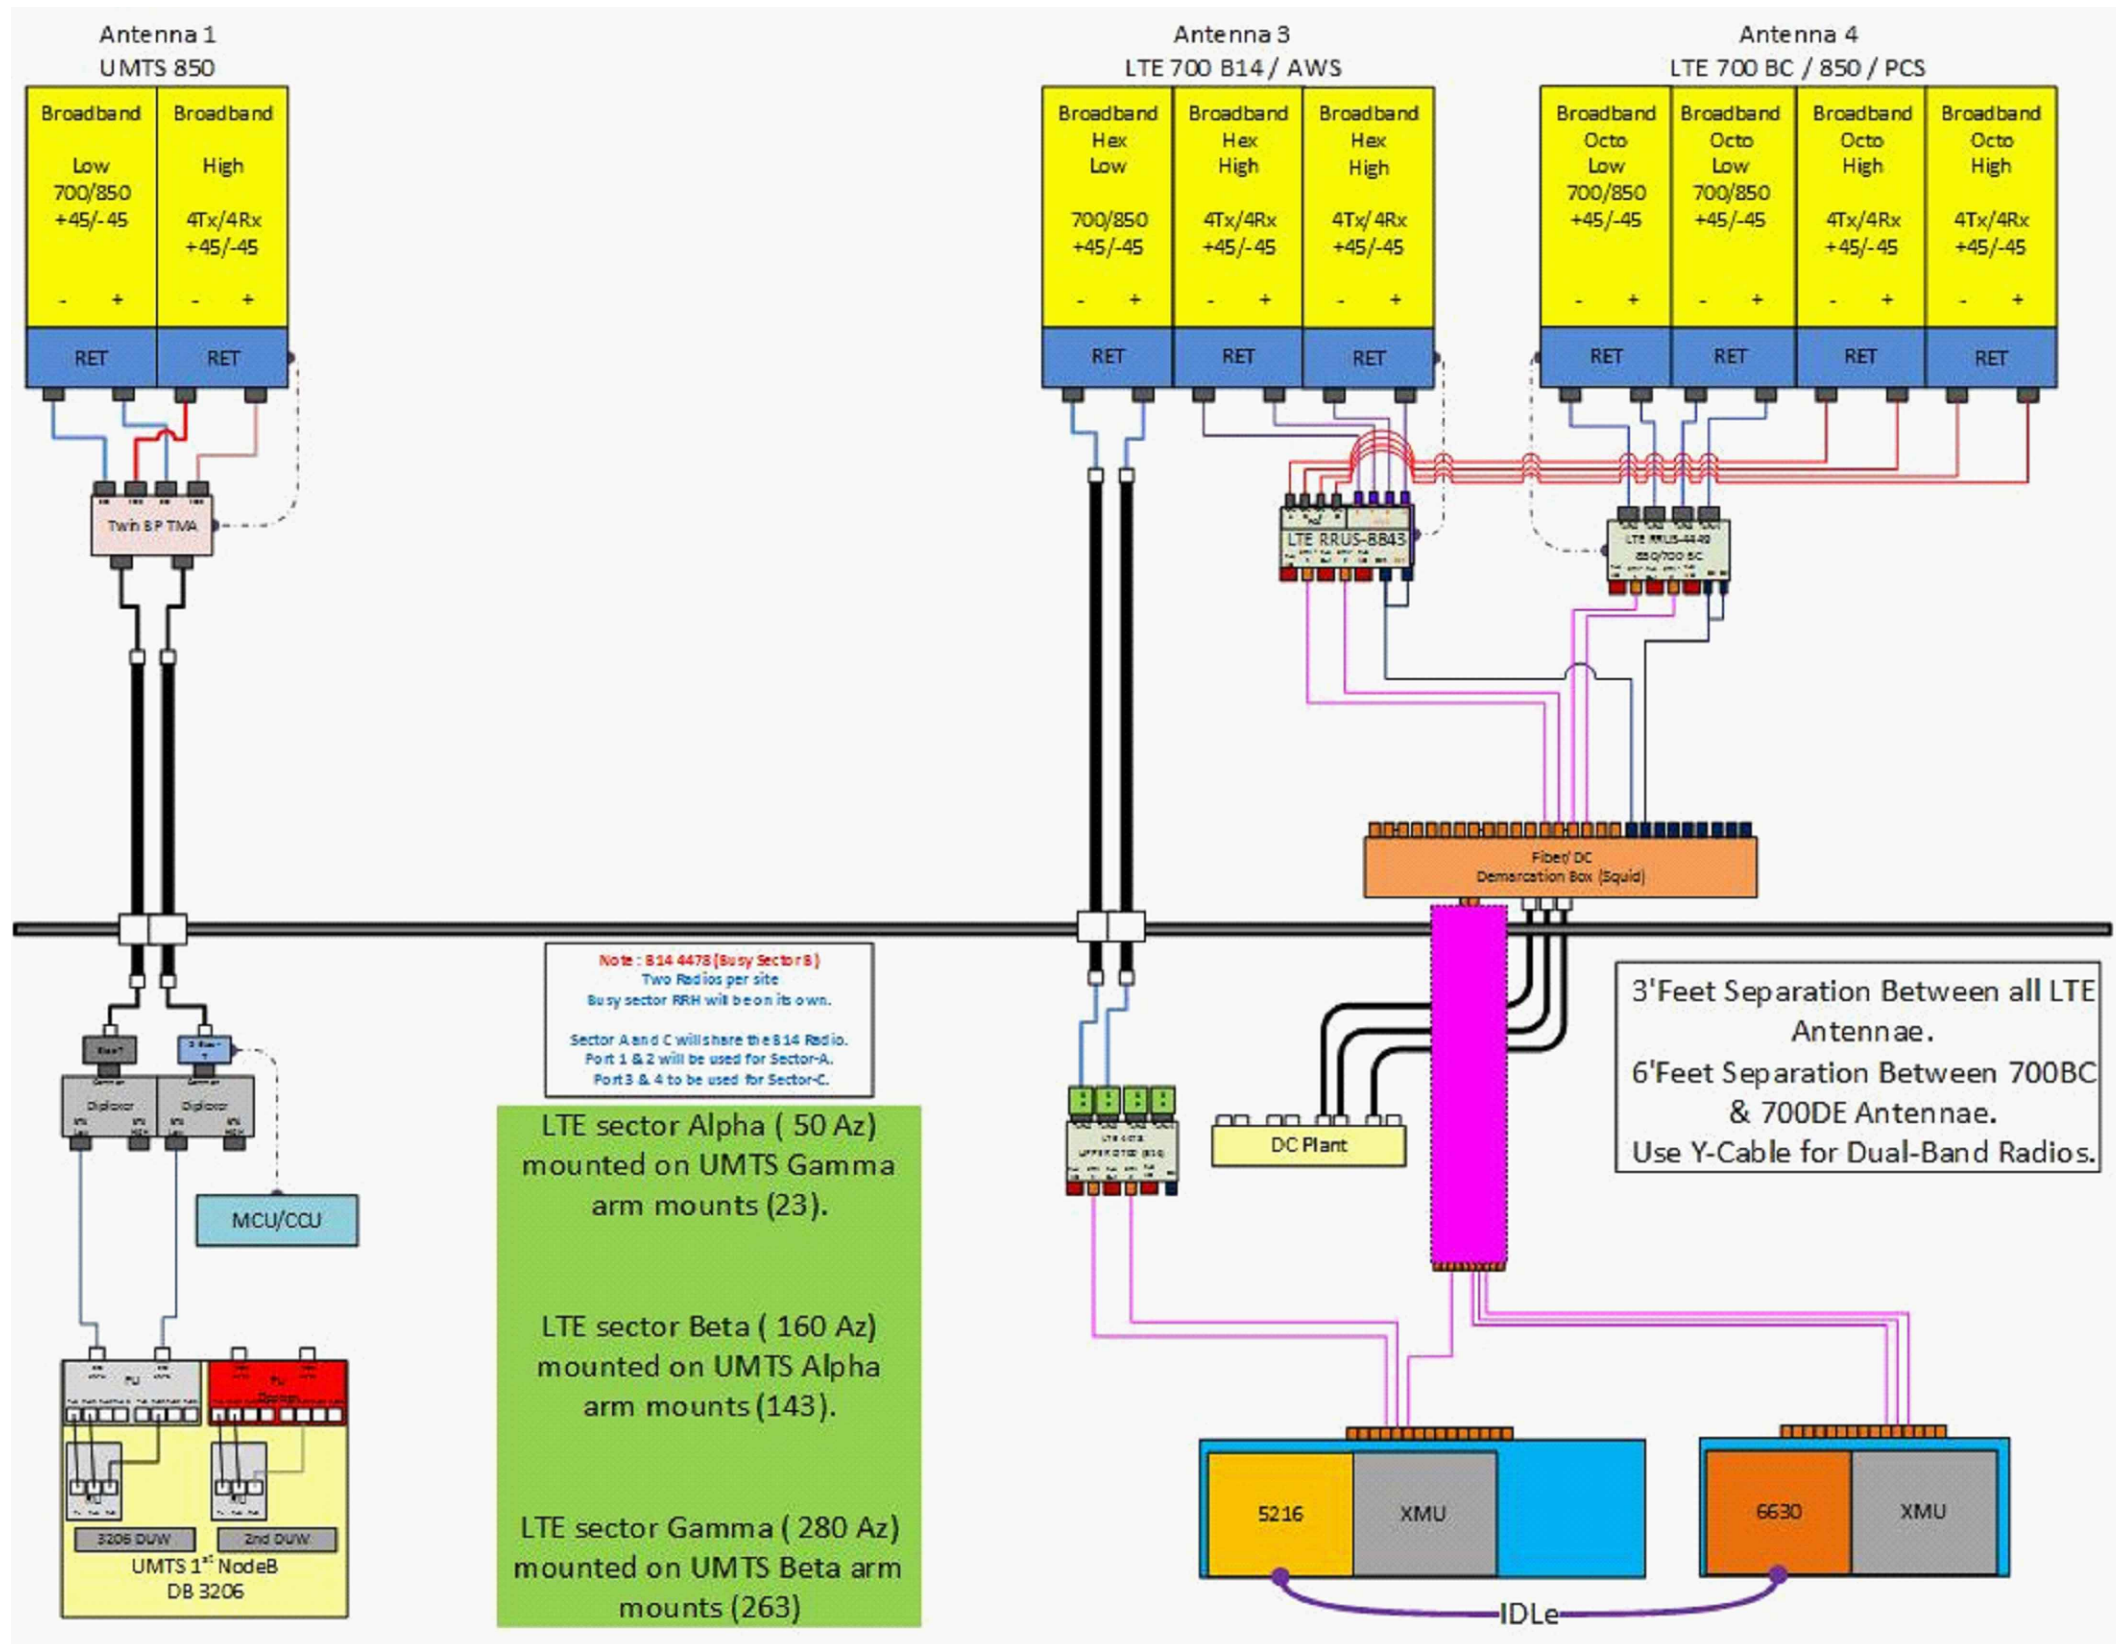 Antenna 1
UMTS 850
Broadband
Low
700/850
+45/-45
- +
Broadband
High
4Tx/4Rx
+45/-45
- +
RET
RET
Twin BP TMA
Antenna 3
LTE 700 B14 / AWS
Broadband
Hex
Low
700/850
+45/-45
- +
Broadband
Hex
High
4Tx/4Rx
+45/-45
- +
Broadband
Hex
High
4Tx/4Rx
+45/-45
- +
RET
RET
RET
LTE RRUS-8843
Antenna 4
LTE 700 BC / 850 / PCS
Broadband
Octo
Low
700/850
+45/-45
- +
Broadband
Octo
Low
700/850
+45/-45
- +
Broadband
Octo
High
4Tx/4Rx
+45/-45
- +
Broadband
Octo
High
4Tx/4Rx
+45/-45
- +
RET
RET
RET
RET
LTE RRUS-4449
850/700 BC
Fiber/ DC
Demarcation Box (Squid)
Note : B14 4478 (Busy Sector B)
Two Radios per site
Busy sector RRH will be on its own.
Sector A and C will share the B14 Radio.
Port 1 & 2 will be used for Sector-A.
Port 3 & 4 to be used for Sector-C.
3'Feet Separation Between all LTE
Antennae.
6'Feet Separation Between 700BC
& 700DE Antennae.
Use Y-Cable for Dual-Band Radios.
Diplexer
Diplexer
MCU/CCU
LTE sector Alpha ( 50 Az)
mounted on UMTS Gamma
arm mounts (23).
LTE sector Beta ( 160 Az)
mounted on UMTS Alpha
arm mounts (143).
LTE sector Gamma ( 280 Az)
mounted on UMTS Beta arm
mounts (263)
DC Plant
3206 DUW
2nd DUW
UMTS 1st NodeB
DB 3206
5216
XMU
6630
XMU
IDLe